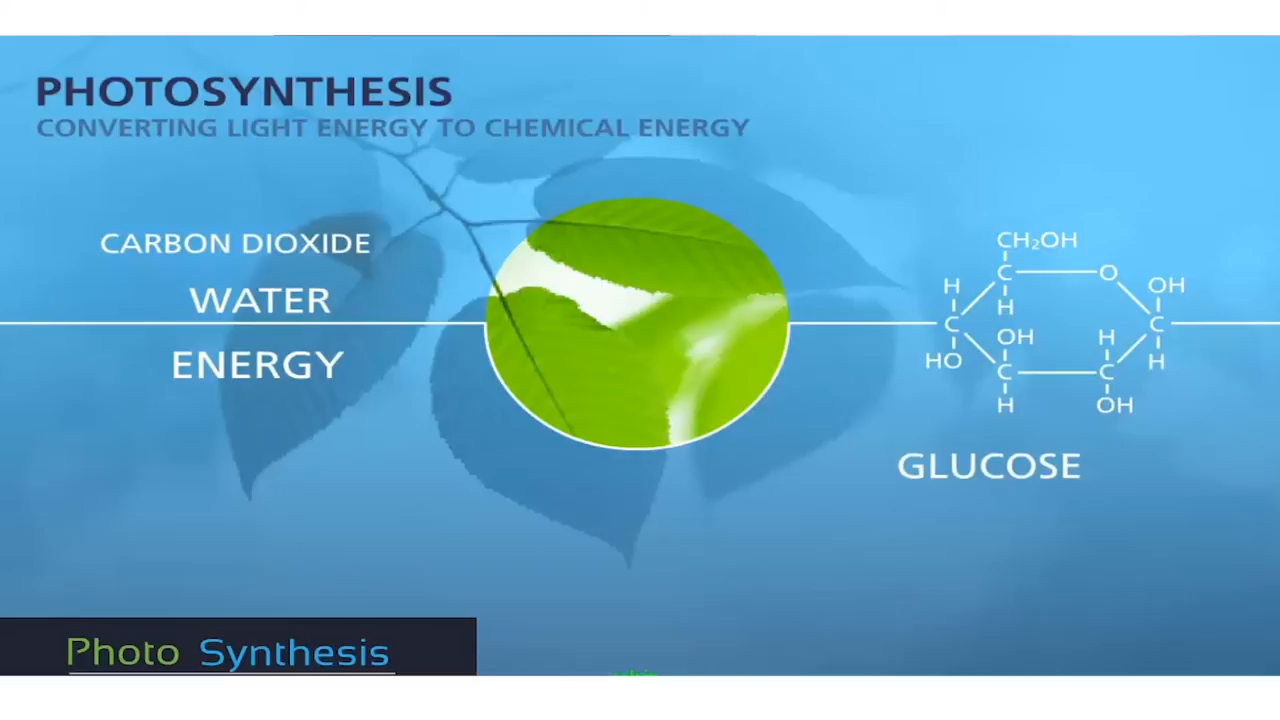 PHOTOSYNTHESIS
CONVERTING LIGHT ENERGY TO CHEMICAL ENERGY
CARBON DIOXIDE
WATER
ENERGY
CH₂OH
C O
H OH
H
C C
OH H
HO H
C C
H OH
GLUCOSE
Photo Synthesis